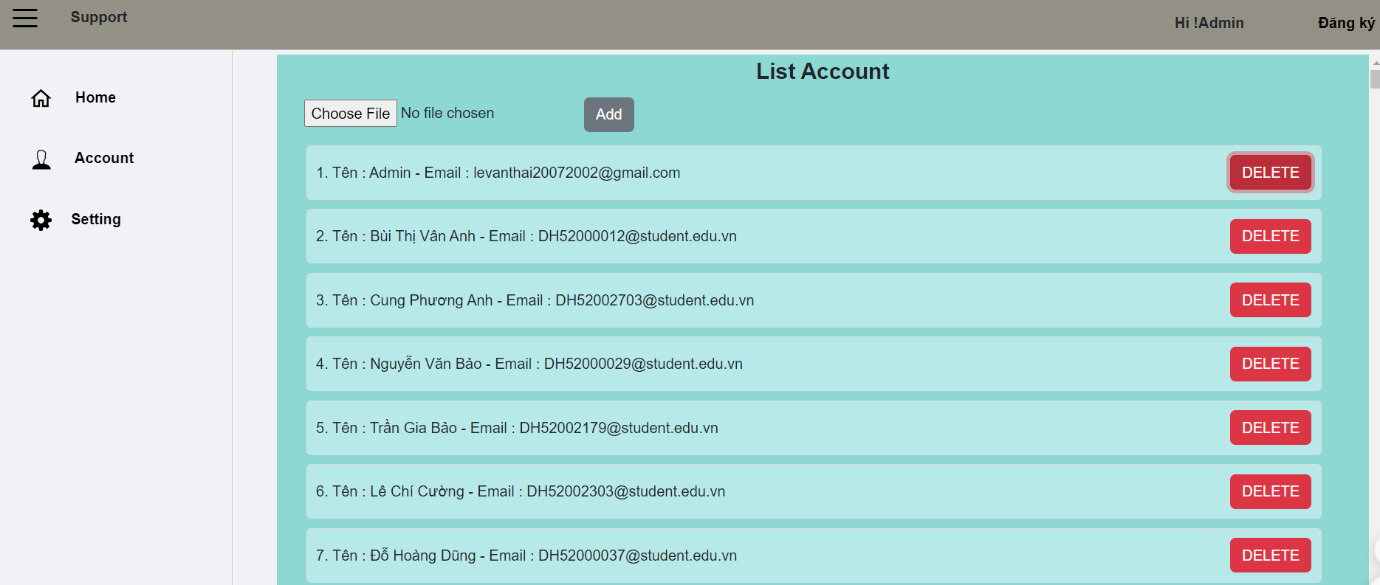 Support
Hi !Admin
Đăng ký
Home
Account
Setting
List Account
Choose File No file chosen
Add
1. Tên : Admin - Email : levanthai20072002@gmail.com
DELETE
2. Tên : Bùi Thị Vân Anh - Email : DH52000012@student.edu.vn
DELETE
3. Tên : Cung Phương Anh - Email : DH52002703@student.edu.vn
DELETE
4. Tên : Nguyễn Văn Bảo - Email : DH52000029@student.edu.vn
DELETE
5. Tên : Trần Gia Bảo - Email : DH52002179@student.edu.vn
DELETE
6. Tên : Lê Chí Cường - Email : DH52002303@student.edu.vn
DELETE
7. Tên : Đỗ Hoàng Dũng - Email : DH52000037@student.edu.vn
DELETE